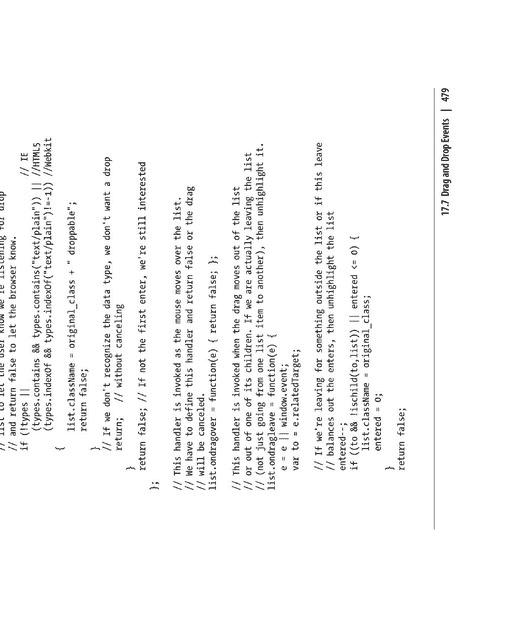 // list to let the user know we're listening for drop
// and return false to let the browser know.
if (!types ||                                      // IE
(types.contains && types.contains("text/plain")) || //HTML5
(types.indexOf && types.indexOf("text/plain")!=-1)) //Webkit
{
list.className = original_class + " droppable";
return false;
}
// If we don't recognize the data type, we don't want a drop
return;   // without canceling
}
return false; // If not the first enter, we're still interested
};
// This handler is invoked as the mouse moves over the list.
// We have to define this handler and return false or the drag
// will be canceled.
list.ondragover = function(e) { return false; };
// This handler is invoked when the drag moves out of the list
// or out of one of its children. If we are actually leaving the list
// (not just going from one list item to another), then unhighlight it.
list.ondragleave = function(e) {
e = e || window.event;
var to = e.relatedTarget;
// If we're leaving for something outside the list or if this leave
// balances out the enters, then unhighlight the list
entered--;
if ((to && !ischild(to,list)) || entered <= 0) {
list.className = original_class;
entered = 0;
}
return false;
17.7 Drag and Drop Events | 479